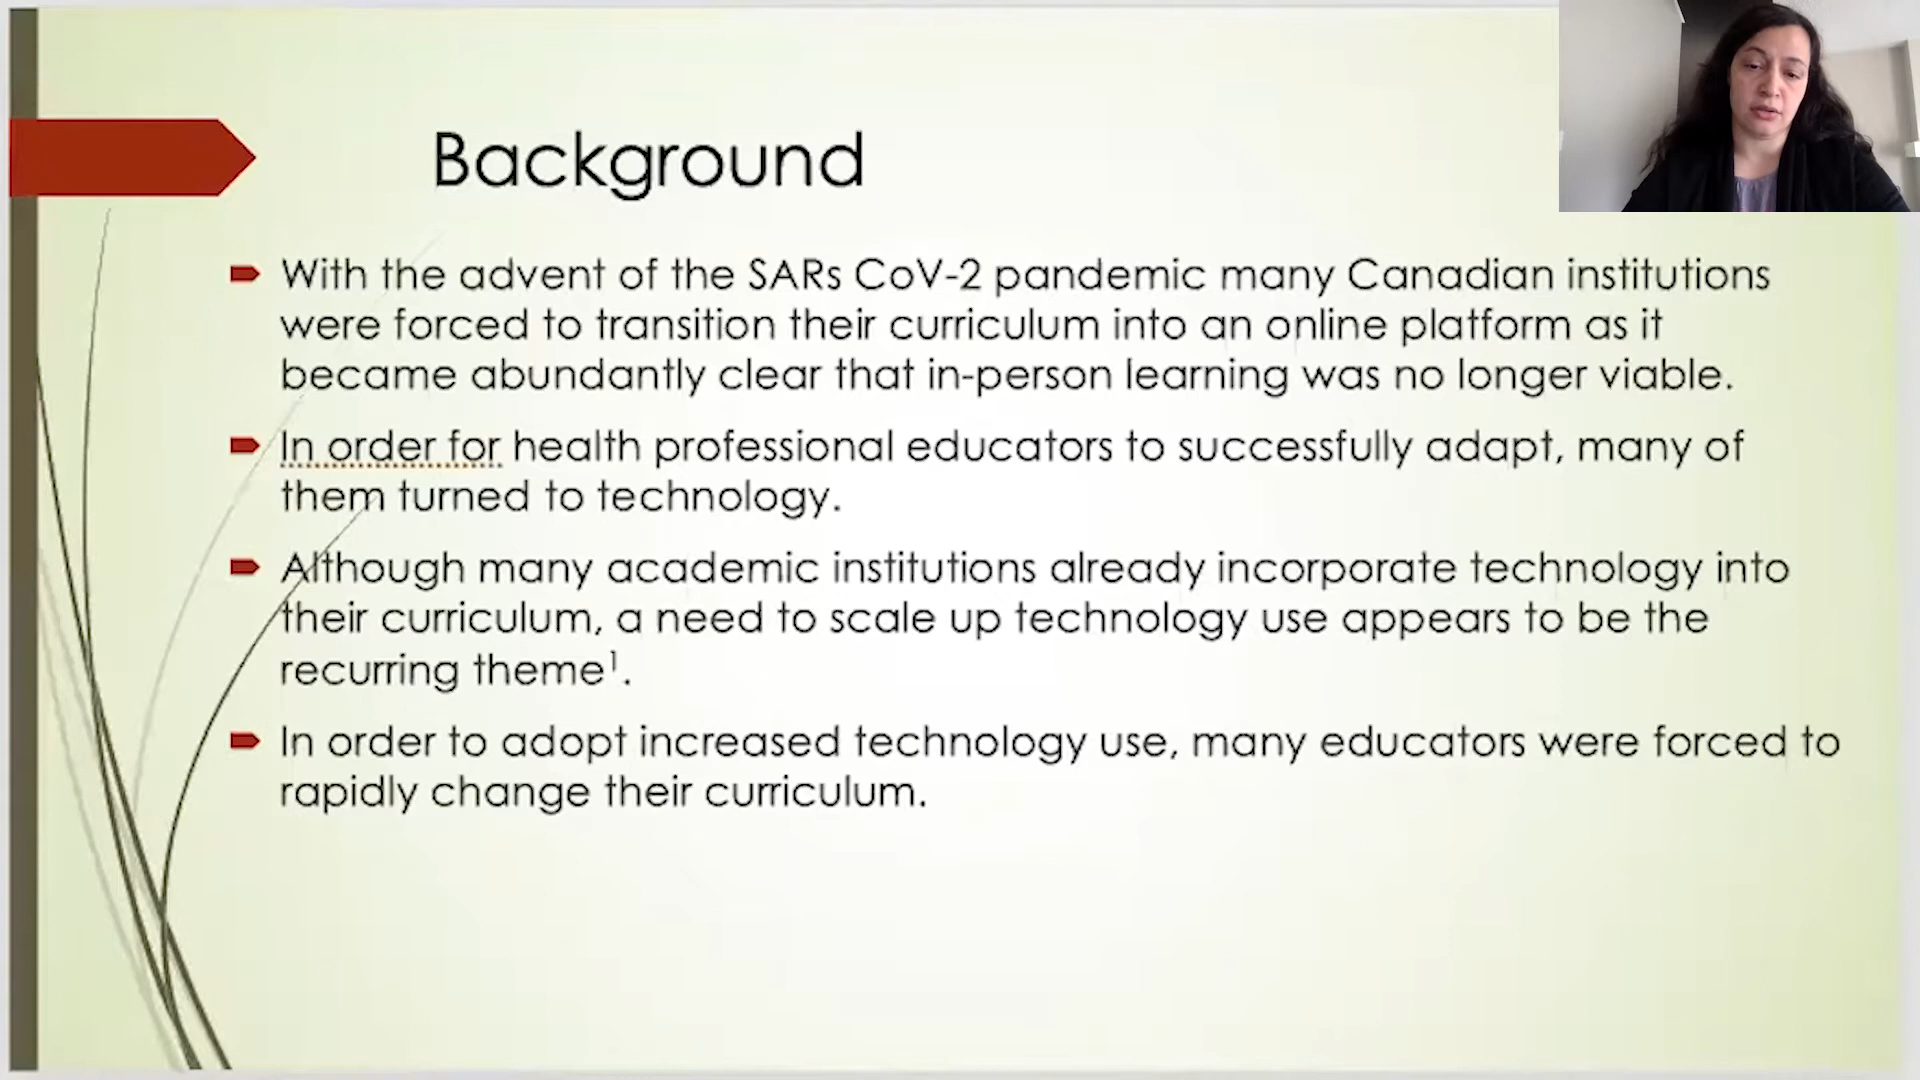 Background
With the advent of the SARs CoV-2 pandemic many Canadian institutions
were forced to transition their curriculum into an online platform as it
became abundantly clear that in-person learning was no longer viable.
In order for health professional educators to successfully adapt, many of
them turned to technology.
Although many academic institutions already incorporate technology into
their curriculum, a need to scale up technology use appears to be the
recurring theme¹.
In order to adopt increased technology use, many educators were forced to
rapidly change their curriculum.